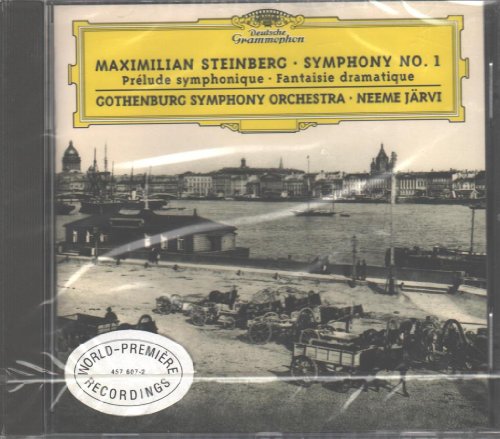 Deutsche
Grammophon
MAXIMILIAN STEINBERG · SYMPHONY NO. 1
Prélude symphonique · Fantaisie dramatique
GOTHENBURG SYMPHONY ORCHESTRA · NEEME JÄRVI
WORLD-PREMIÈRE
457 607-2
RECORDINGS